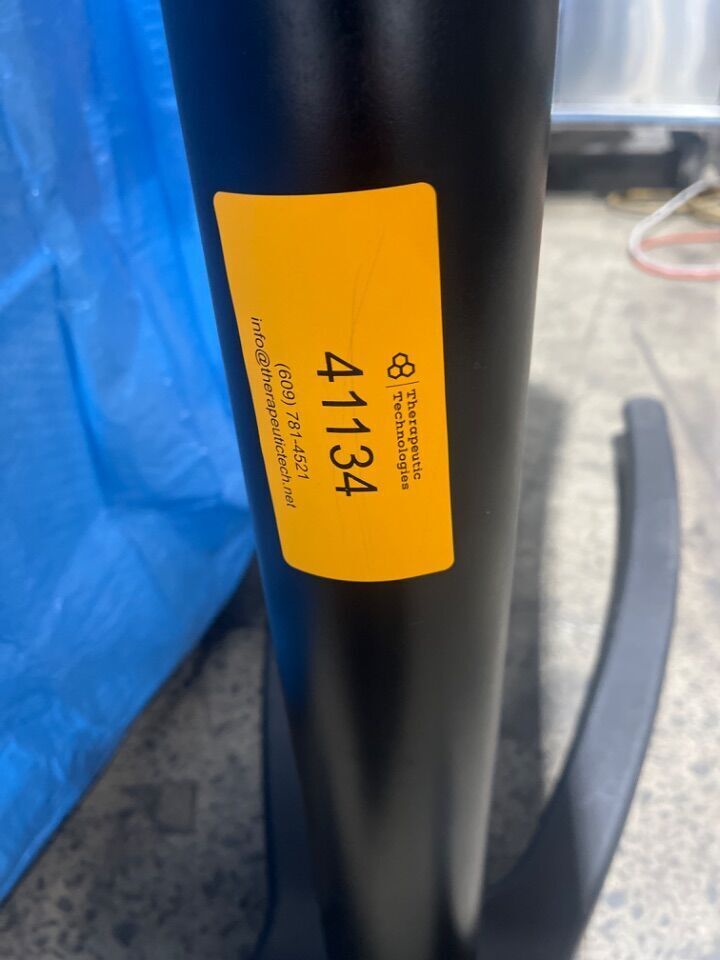 Therapeutic
Technologies
41134
(609) 781-4521
info@therapeutictech.net